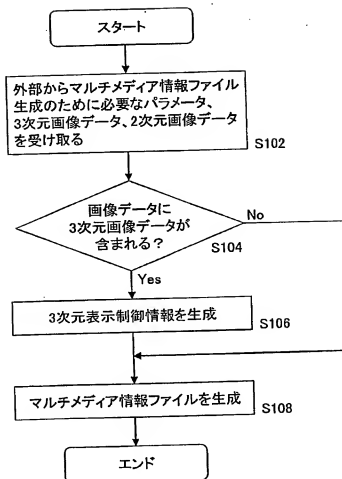 スタート
外部からマルチメディア情報ファイル
生成のために必要なパラメータ、
3次元画像データ、2次元画像データ
を受け取る
S102
画像データに
3次元画像データが
含まれる？
No
S104
Yes
3次元表示制御情報を生成
S106
マルチメディア情報ファイルを生成
S108
エンド